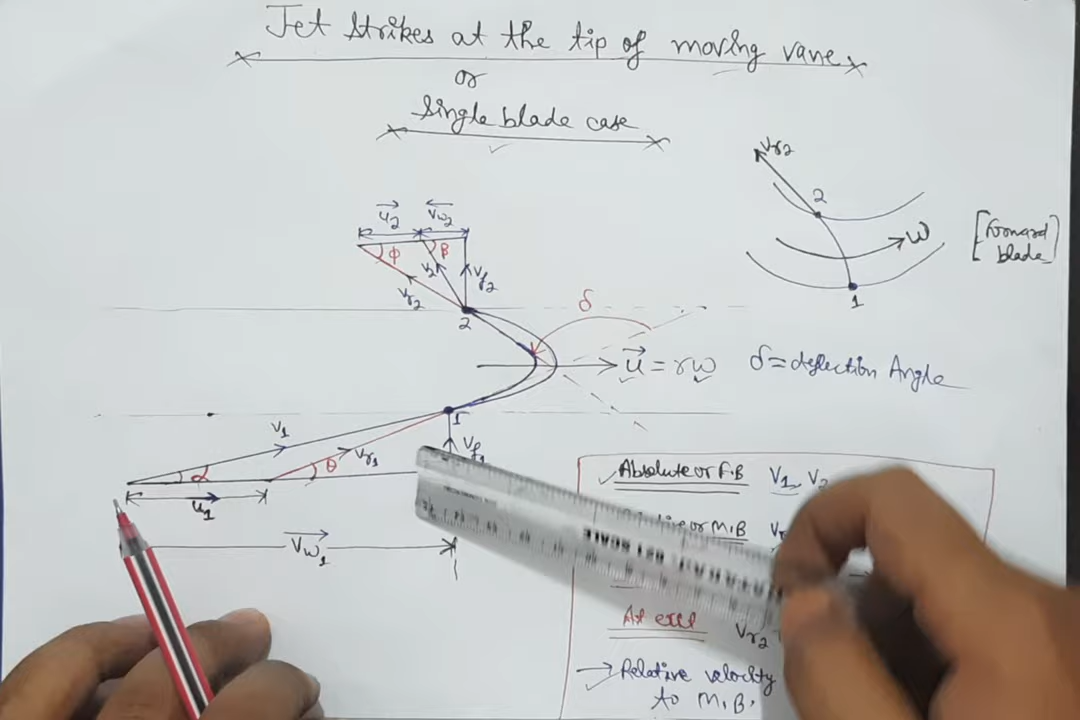 Jet strikes at the tip of moving vane
or
Single blade case
Vr2
2
ω
[forward blade]
1
u2 Vw2
ϕ β
V2 Vf2
Vr2
2
δ
u = rω
δ = deflection Angle
1
V1
Vf1
α θ Vr1
u1
Vw1
Absolute or F.B V1, V2
or M.B
At exit Vr2
→ Relative velocity
to M.B.